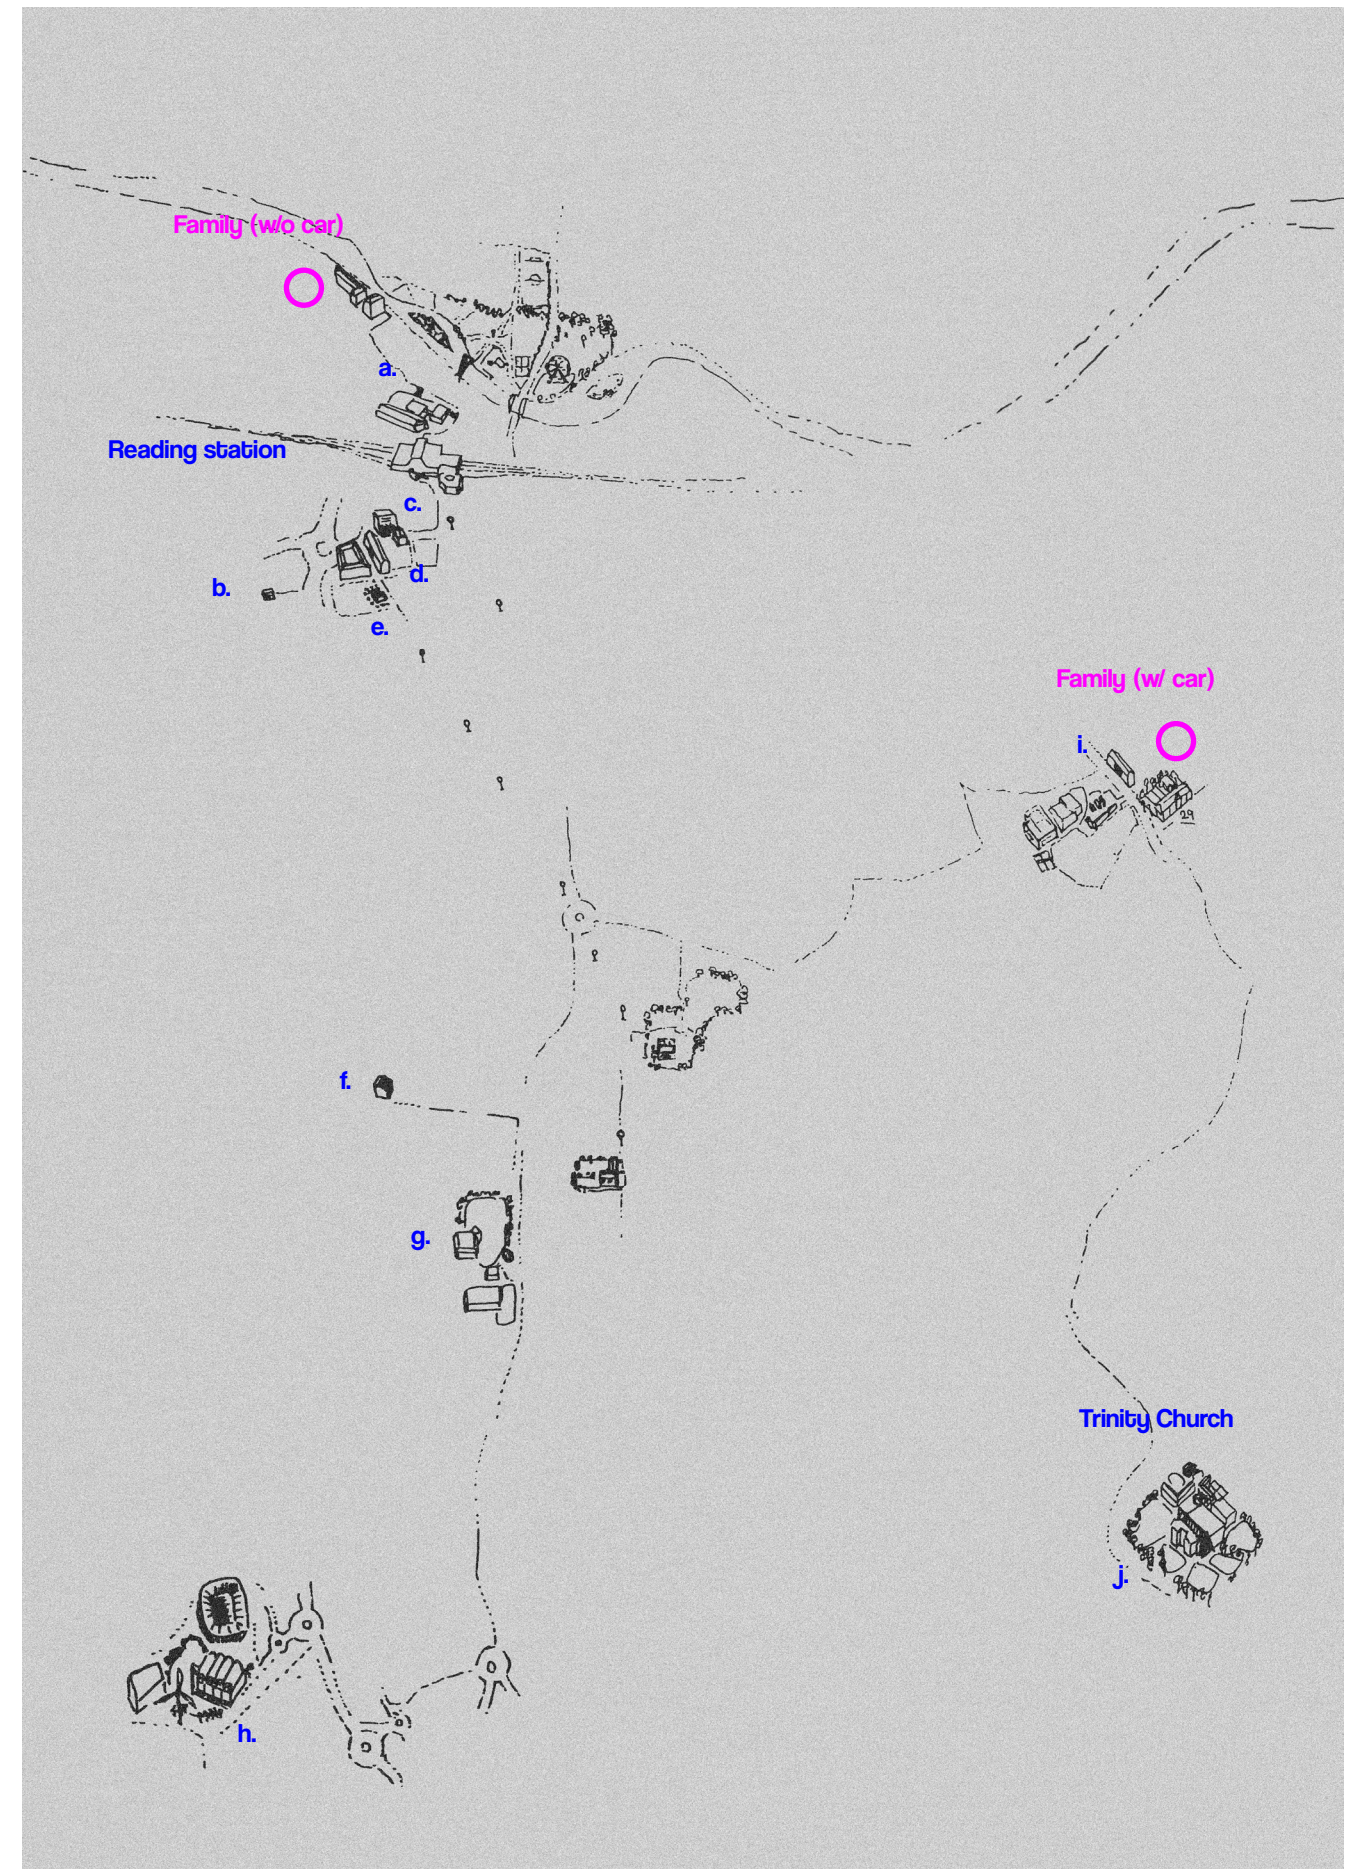 Family (w/o car)
a.
Reading station
c.
d.
b.
e.
Family (w/ car)
i.
29
f.
g.
Trinity Church
j.
h.